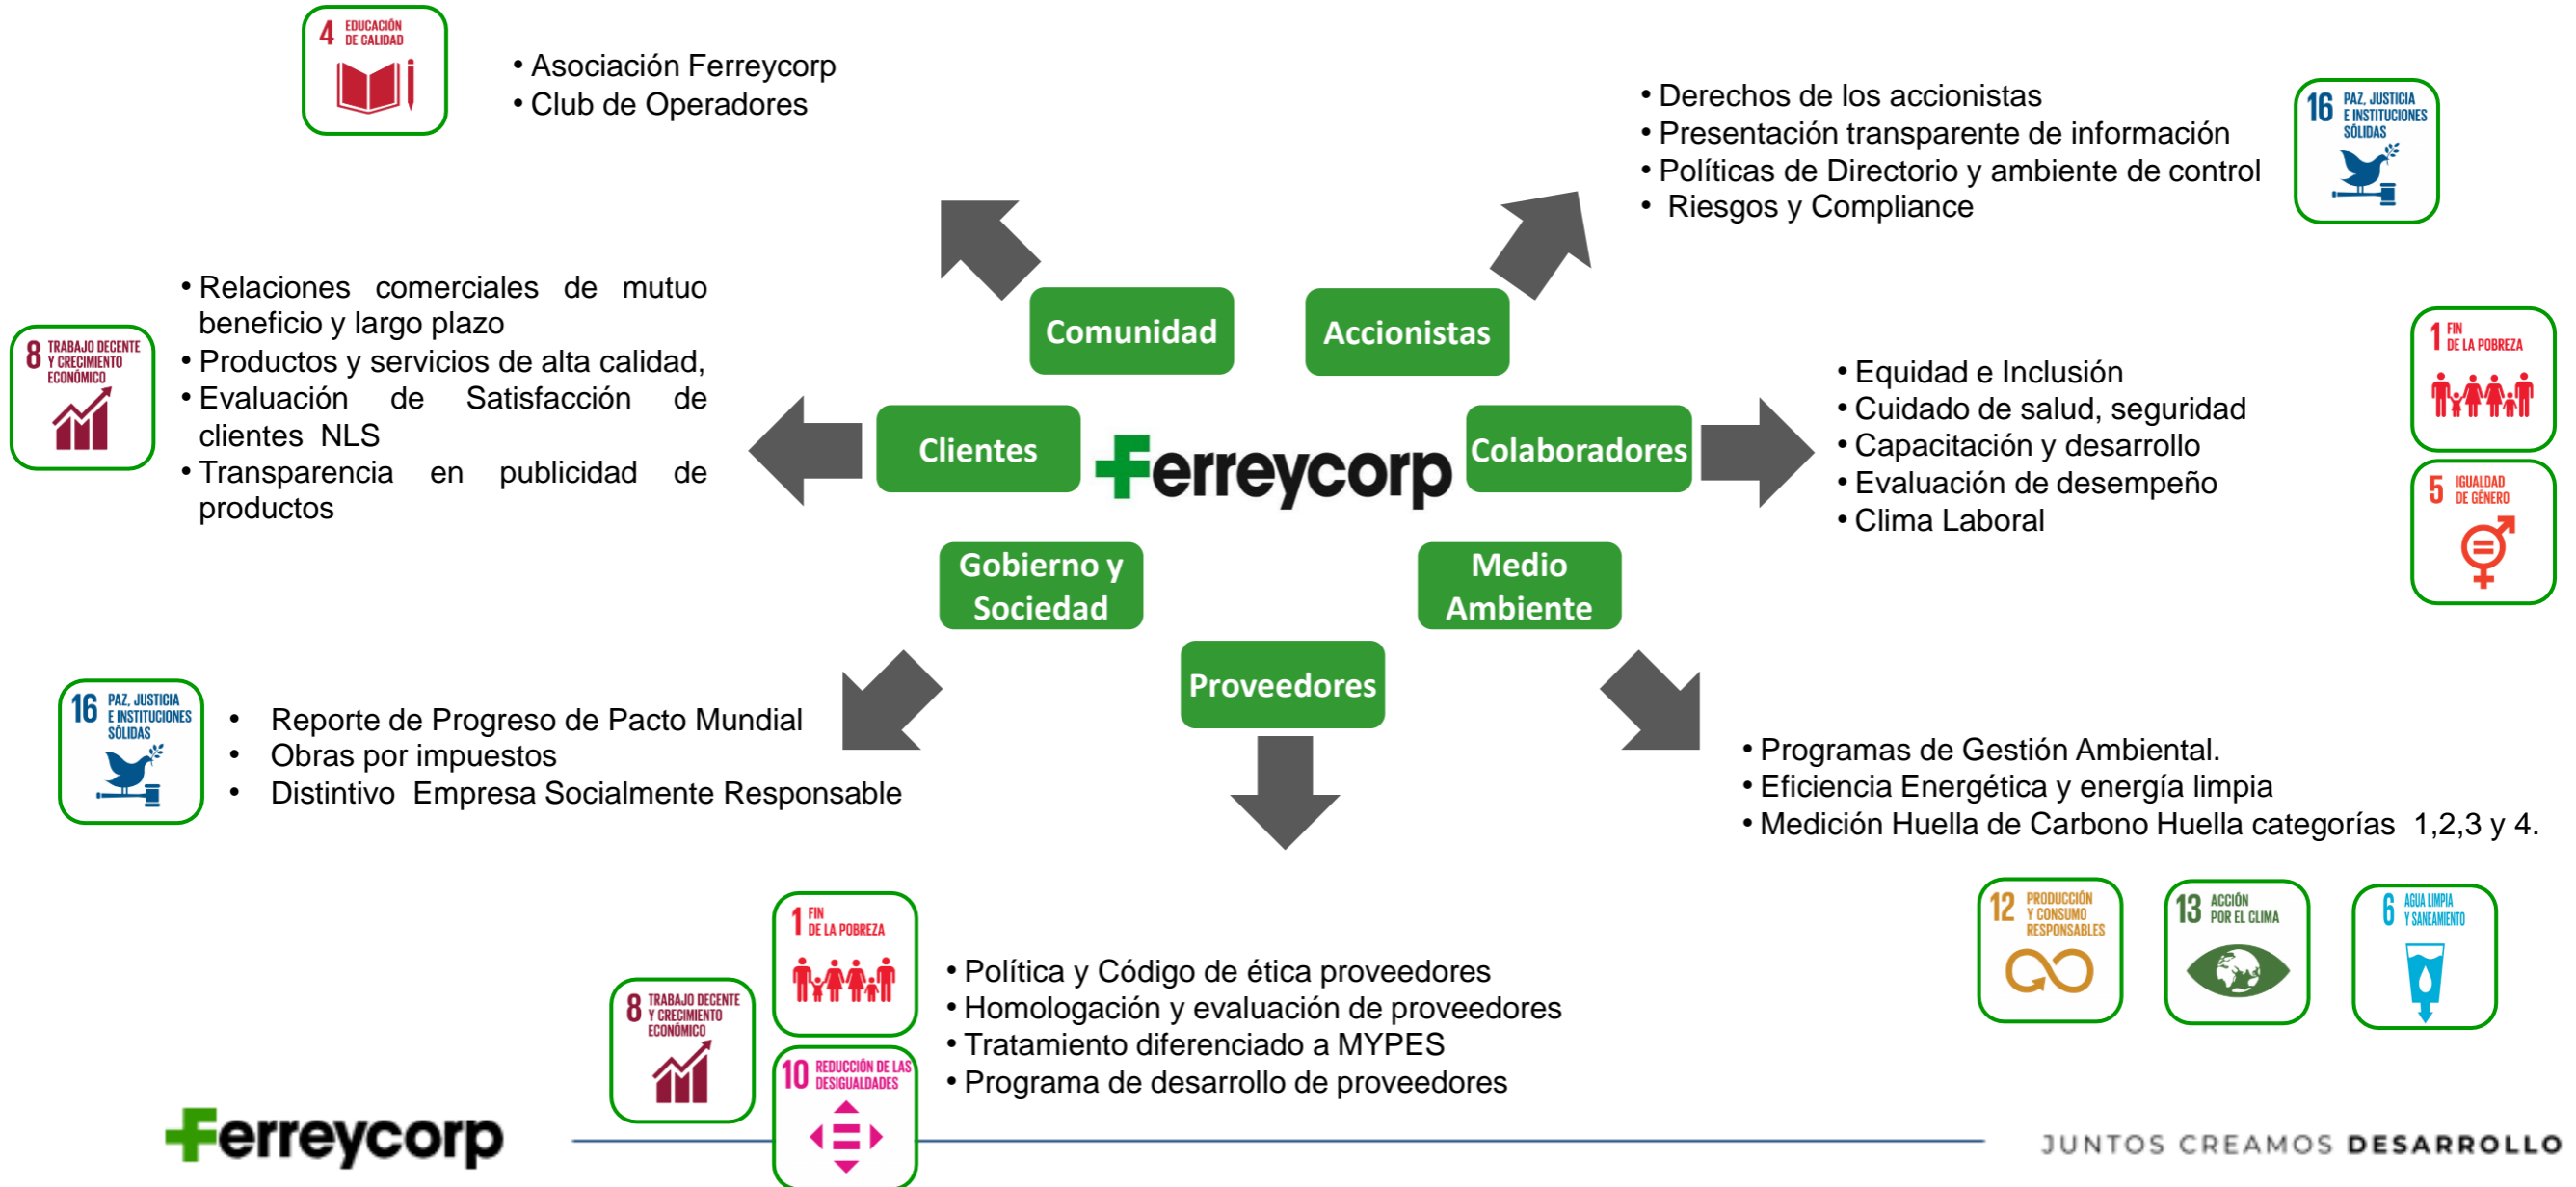 4 EDUCACIÓN
DE CALIDAD
• Asociación Ferreycorp
• Club de Operadores
• Derechos de los accionistas
• Presentación transparente de información
• Políticas de Directorio y ambiente de control
• Riesgos y Compliance
16 PAZ, JUSTICIA
E INSTITUCIONES
SÓLIDAS
Comunidad
Accionistas
8 TRABAJO DECENTE
Y CRECIMIENTO
ECONÓMICO
• Relaciones comerciales de mutuo
beneficio y largo plazo
• Productos y servicios de alta calidad,
• Evaluación de Satisfacción de
clientes NLS
• Transparencia en publicidad de
productos
Clientes
Ferreycorp
Colaboradores
• Equidad e Inclusión
• Cuidado de salud, seguridad
• Capacitación y desarrollo
• Evaluación de desempeño
• Clima Laboral
1 FIN
DE LA POBREZA
5 IGUALDAD
DE GÉNERO
Gobierno y
Sociedad
Medio
Ambiente
Proveedores
16 PAZ, JUSTICIA
E INSTITUCIONES
SÓLIDAS
• Reporte de Progreso de Pacto Mundial
• Obras por impuestos
• Distintivo Empresa Socialmente Responsable
• Programas de Gestión Ambiental.
• Eficiencia Energética y energía limpia
• Medición Huella de Carbono Huella categorías 1,2,3 y 4.
12 PRODUCCIÓN
Y CONSUMO
RESPONSABLES
13 ACCIÓN
POR EL CLIMA
6 AGUA LIMPIA
Y SANEAMIENTO
8 TRABAJO DECENTE
Y CRECIMIENTO
ECONÓMICO
1 FIN
DE LA POBREZA
10 REDUCCIÓN DE LAS
DESIGUALDADES
• Política y Código de ética proveedores
• Homologación y evaluación de proveedores
• Tratamiento diferenciado a MYPES
• Programa de desarrollo de proveedores
Ferreycorp
JUNTOS CREAMOS DESARROLLO